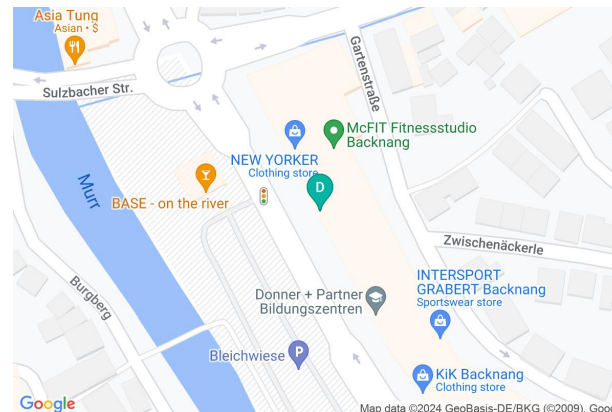 Asia Tung
Asian • $
Sulzbacher Str.
Gartenstraße
McFIT Fitnessstudio
Backnang
NEW YORKER
Clothing store
D
BASE - on the river
Murr
Zwischenäckerle
Burgberg
INTERSPORT
GRABERT Backnang
Sportswear store
Donner + Partner
Bildungszentren
Bleichwiese
P
KiK Backnang
Clothing store
Google
Map data ©2024 GeoBasis-DE/BKG (©2009), Goo